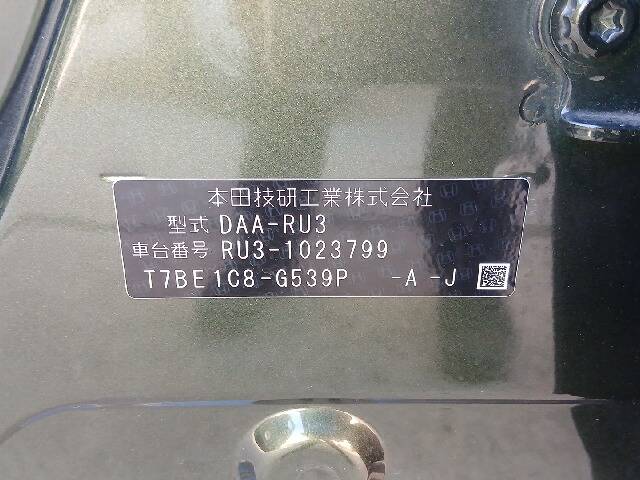 本田技研工業株式会社
型式 DAA-RU3
車台番号 RU3-1023799
T7BE1C8-G539P -A-J